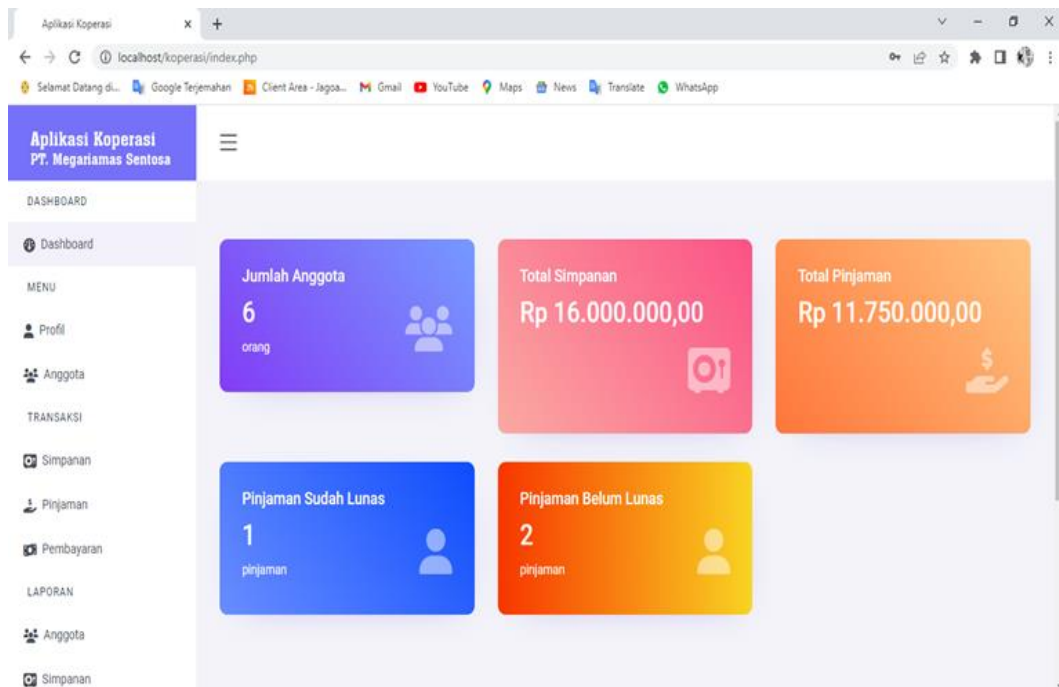 Aplikasi Koperasi
localhost/koperasi/index.php
Selamat Datang di... Google Terjemahan Client Area - Jagoa... Gmail YouTube Maps News Translate WhatsApp
Aplikasi Koperasi
PT. Megariamas Sentosa
DASHBOARD
Dashboard
MENU
Profil
Anggota
TRANSAKSI
Simpanan
Pinjaman
Pembayaran
LAPORAN
Anggota
Simpanan
Jumlah Anggota
6
orang
Total Simpanan
Rp 16.000.000,00
Total Pinjaman
Rp 11.750.000,00
Pinjaman Sudah Lunas
1
pinjaman
Pinjaman Belum Lunas
2
pinjaman